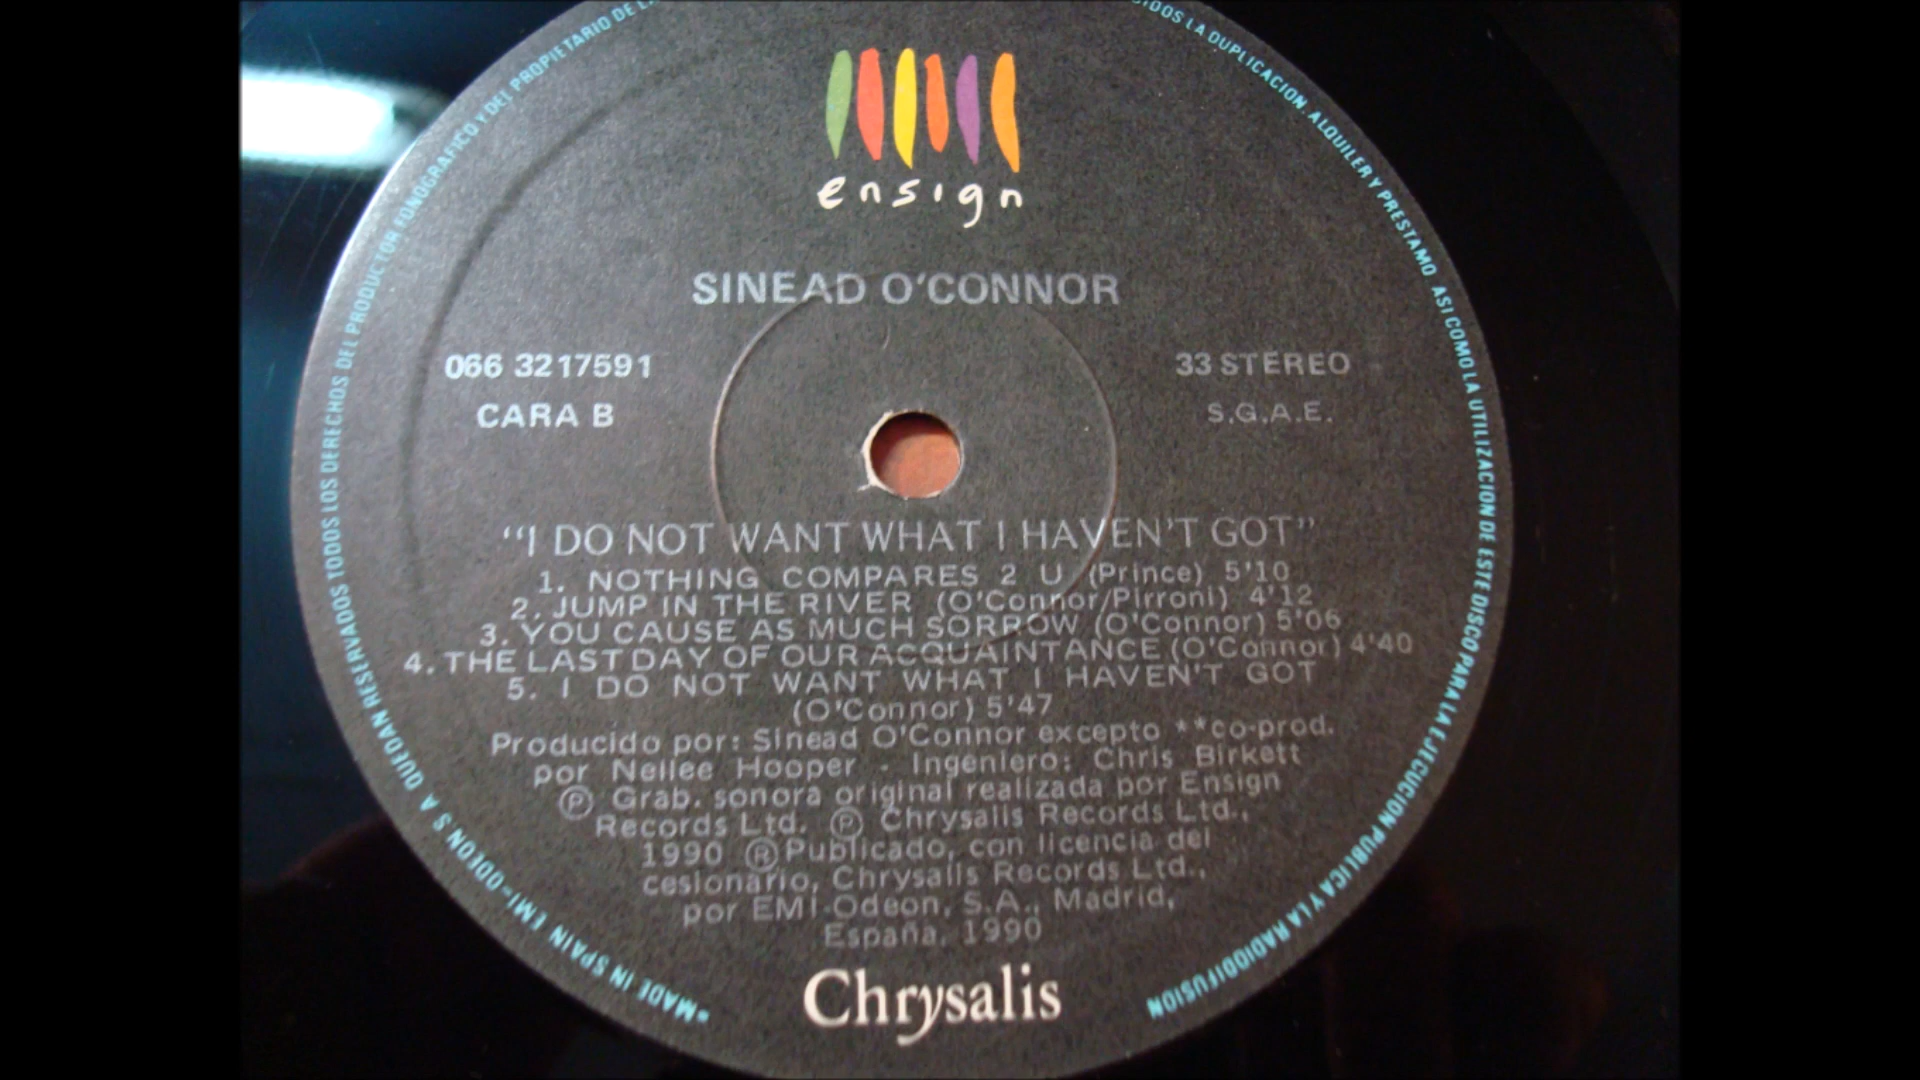 ensign
SINEAD O'CONNOR
066 3217591
33 STEREO
CARA B
S.G.A.E.
"I DO NOT WANT WHAT I HAVEN'T GOT"
1. NOTHING COMPARES 2 U (Prince) 5'10
2. JUMP IN THE RIVER (O'Connor/Pirroni) 4'12
3. YOU CAUSE AS MUCH SORROW (O'Connor) 5'06
4. THE LAST DAY OF OUR ACQUAINTANCE (O'Connor) 4'40
5. I DO NOT WANT WHAT I HAVEN'T GOT
(O'Connor) 5'47
Producido por: Sinead O'Connor excepto **co-prod.
por Nellee Hooper - Ingeniero: Chris Birkett
Ⓟ Grab. sonora original realizada por Ensign
Records Ltd. Ⓟ Chrysalis Records Ltd.,
1990 Ⓡ Publicado, con licencia del
cesionario, Chrysalis Records Ltd.,
por EMI-Odeon, S.A., Madrid,
España, 1990
Chrysalis
"MADE IN SPAIN EMI-ODEON, S.A. QUEDAN RESERVADOS TODOS LOS DERECHOS DEL PRODUCTOR FONOGRAFICO Y DEL PROPIETARIO DE
LA DUPLICACION, ALQUILER Y PRESTAMO, ASI COMO LA UTILIZACION DE ESTE DISCO PARA LA EJECUCION PUBLICA Y LA RADIODIFUSION